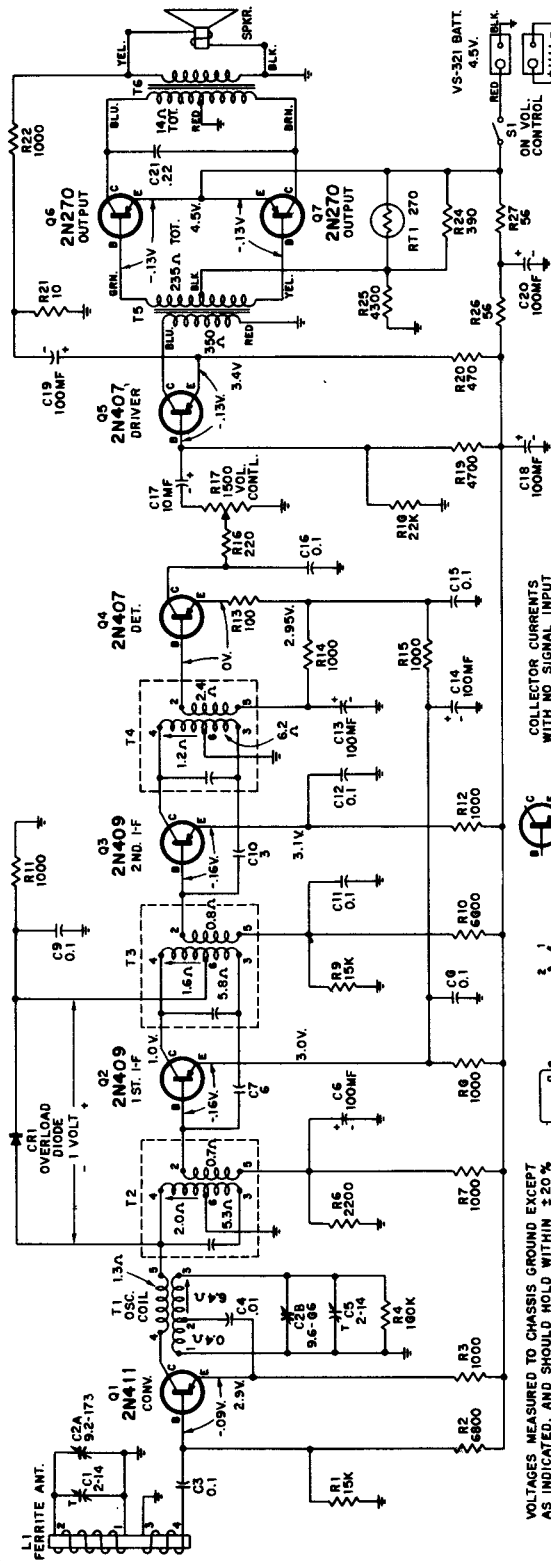 L1
FERRITE ANT.
T C1
2-14
C2A
9.2-173
C3
0.1
R1
15K
Q1
2N411
CONV.
B
C
E
-.09V.
2.9V.
R2
6800
R3
1000
T1
OSC.
COIL
1.3Ω
6.4Ω
0.4Ω
C4
.01
C2B
9.6-86
T C5
2-14
R4
180K
T2
2.0Ω
5.3Ω
0.7Ω
CR1
OVERLOAD
DIODE
1 VOLT
- +
R6
2200
C6
100MF
R7
1000
Q2
2N409
1ST. I-F
B
C
E
1.0V.
-.16V.
3.0V.
C7
6
R8
1000
C8
0.1
T3
1.6Ω
5.8Ω
0.8Ω
C9
0.1
R11
1000
R9
15K
C11
0.1
R10
6800
Q3
2N409
2ND. I-F
B
C
E
-.16V.
3.1V.
C10
3
C12
0.1
R12
1000
T4
1.2Ω
6.2
Ω
2.4
Ω
C13
100MF
Q4
2N407
DET.
B
C
E
0V.
R13
100
2.95V.
R14
1000
R15
1000
C14
100MF
C15
0.1
C16
0.1
R16
220
R17
1500
VOL.
CONTL.
C17
10MF
R18
22K
R19
4700
C18
100MF
Q5
2N407
DRIVER
B
C
E
-.13V.
3.4V.
R20
470
C19
100MF
R21
10
R22
1000
T5
BLU.
350
Ω
RED
GRN.
235Ω TOT.
BLK
YEL.
Q6
2N270
OUTPUT
B
C
E
-.13V.
4.5V.
Q7
2N270
OUTPUT
B
C
E
-.13V.
C21
.22
T6
BLU.
14Ω
TOT.
RED
BRN.
YEL.
BLK.
SPKR.
R25
4300
RT1 270
R24
390
R26
56
R27
56
C20
100MF
S1
ON VOL.
CONTROL
VS-321 BATT.
4.5V.
RED
BLK.
VOLTAGES MEASURED TO CHASSIS GROUND EXCEPT
AS INDICATED, AND SHOULD HOLD WITHIN ±20%
COLLECTOR CURRENTS
WITH NO SIGNAL INPUT
B
C
2 1